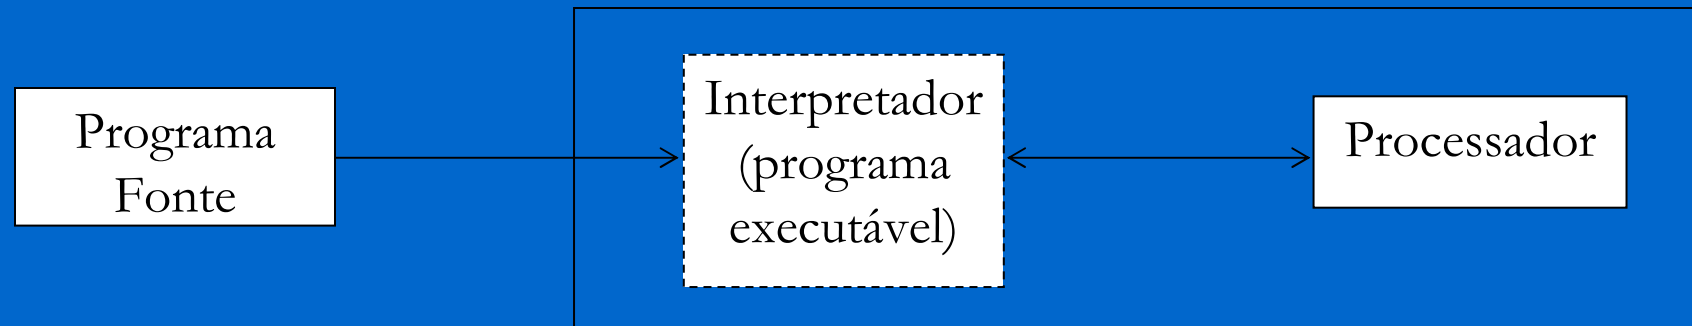 Programa
Fonte
Interpretador
(programa
executável)
Processador